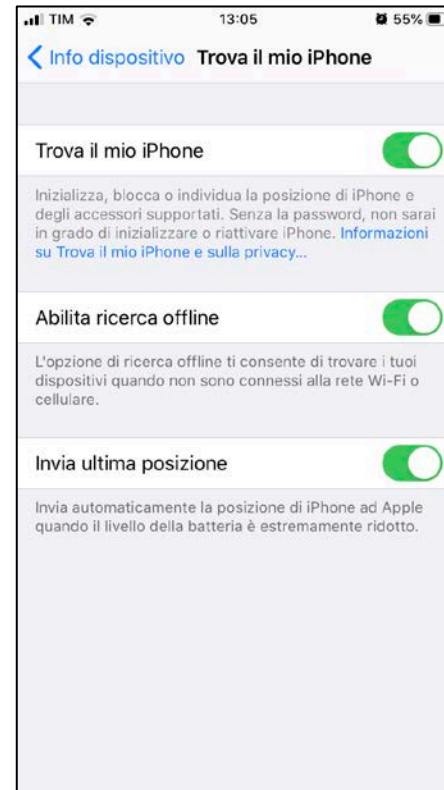 TIM 13:05 55%
Info dispositivo Trova il mio iPhone
Trova il mio iPhone
Inizializza, blocca o individua la posizione di iPhone e
degli accessori supportati. Senza la password, non sarai
in grado di inizializzare o riattivare iPhone. Informazioni
su Trova il mio iPhone e sulla privacy...
Abilita ricerca offline
L'opzione di ricerca offline ti consente di trovare i tuoi
dispositivi quando non sono connessi alla rete Wi-Fi o
cellulare.
Invia ultima posizione
Invia automaticamente la posizione di iPhone ad Apple
quando il livello della batteria è estremamente ridotto.